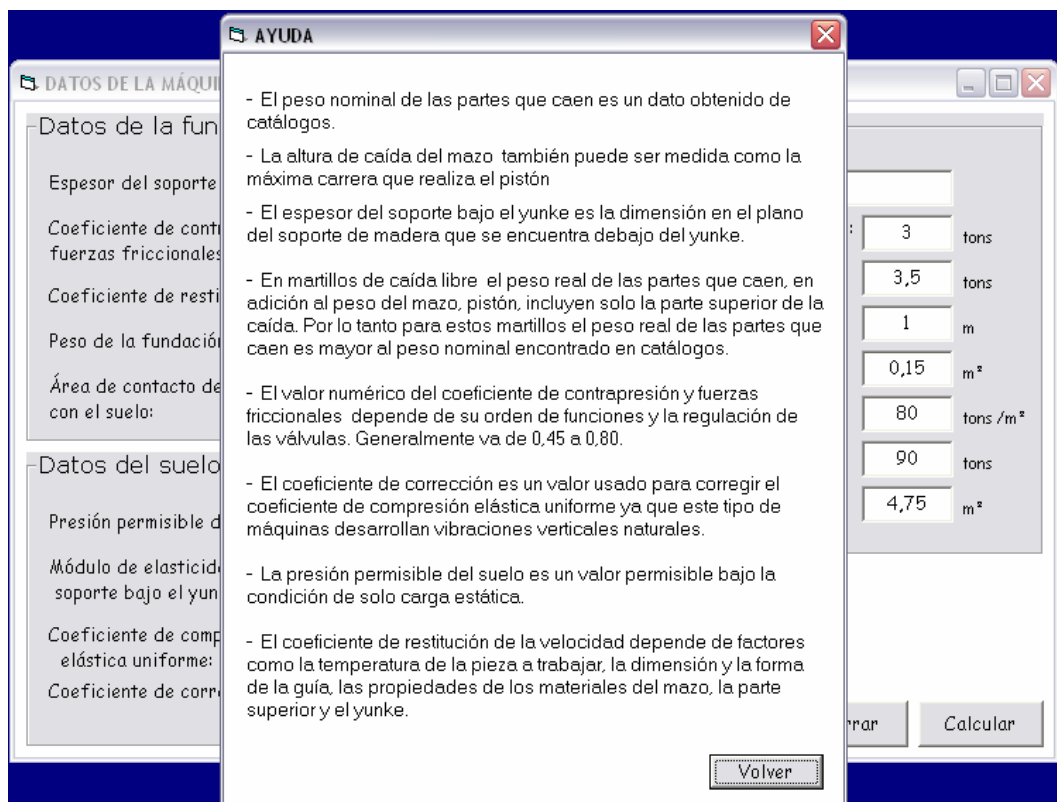 AYUDA
- El peso nominal de las partes que caen es un dato obtenido de
catálogos.
- La altura de caída del mazo también puede ser medida como la
máxima carrera que realiza el pistón
- El espesor del soporte bajo el yunke es la dimensión en el plano
del soporte de madera que se encuentra debajo del yunke.
- En martillos de caída libre el peso real de las partes que caen, en
adición al peso del mazo, pistón, incluyen solo la parte superior de la
caída. Por lo tanto para estos martillos el peso real de las partes que
caen es mayor al peso nominal encontrado en catálogos.
- El valor numérico del coeficiente de contrapresión y fuerzas
friccionales depende de su orden de funciones y la regulación de
las válvulas. Generalmente va de 0,45 a 0,80.
- El coeficiente de corrección es un valor usado para corregir el
coeficiente de compresión elástica uniforme ya que este tipo de
máquinas desarrollan vibraciones verticales naturales.
- La presión permisible del suelo es un valor permisible bajo la
condición de solo carga estática.
- El coeficiente de restitución de la velocidad depende de factores
como la temperatura de la pieza a trabajar, la dimensión y la forma
de la guía, las propiedades de los materiales del mazo, la parte
superior y el yunke.
Volver
DATOS DE LA
Datos de la
Espesor del soporte
Coeficiente de
fuerzas friccionales
Coeficiente de
Peso de la
Área de contacto de
con el suelo:
Datos del suelo
Presión permisible
Módulo de
soporte bajo el
Coeficiente de
elástica uniforme:
Coeficiente de
: 3 tons
3,5 tons
1 m
0,15 m²
80 tons /m²
90 tons
4,75 m²
Calcular